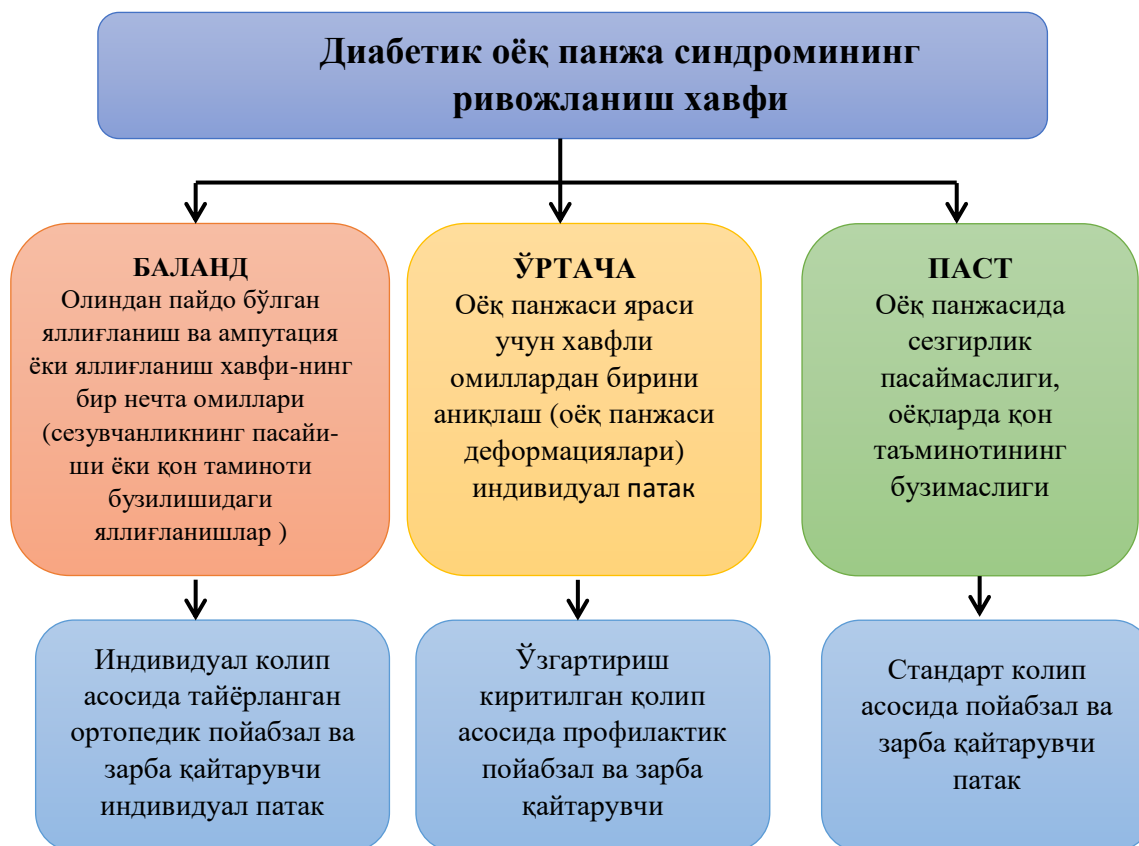 Диабетик оёқ панжа синдромининг
ривожланиш хавфи
БАЛАНД
Олиндан пайдо бўлган
яллиғланиш ва ампутация
ёки яллиғланиш хавфи-нинг
бир нечта омиллари
(сезувчанликнинг пасайи-
ши ёки қон таминоти
бузилишидаги
яллиғланишлар )
ЎРТАЧА
Оёқ панжаси яраси
учун хавфли
омиллардан бирини
аниқлаш (оёқ панжаси
деформациялари)
индивидуал патак
ПАСТ
Оёқ панжасида
сезгирлик
пасаймаслиги,
оёқларда қон
таъминотининг
бузимаслиги
Индивидуал колип
асосида тайёрланган
ортопедик пойабзал ва
зарба қайтарувчи
индивидуал патак
Ўзгартириш
киритилган қолип
асосида профилактик
пойабзал ва зарба
қайтарувчи
Стандарт колип
асосида пойабзал ва
зарба қайтарувчи
патак